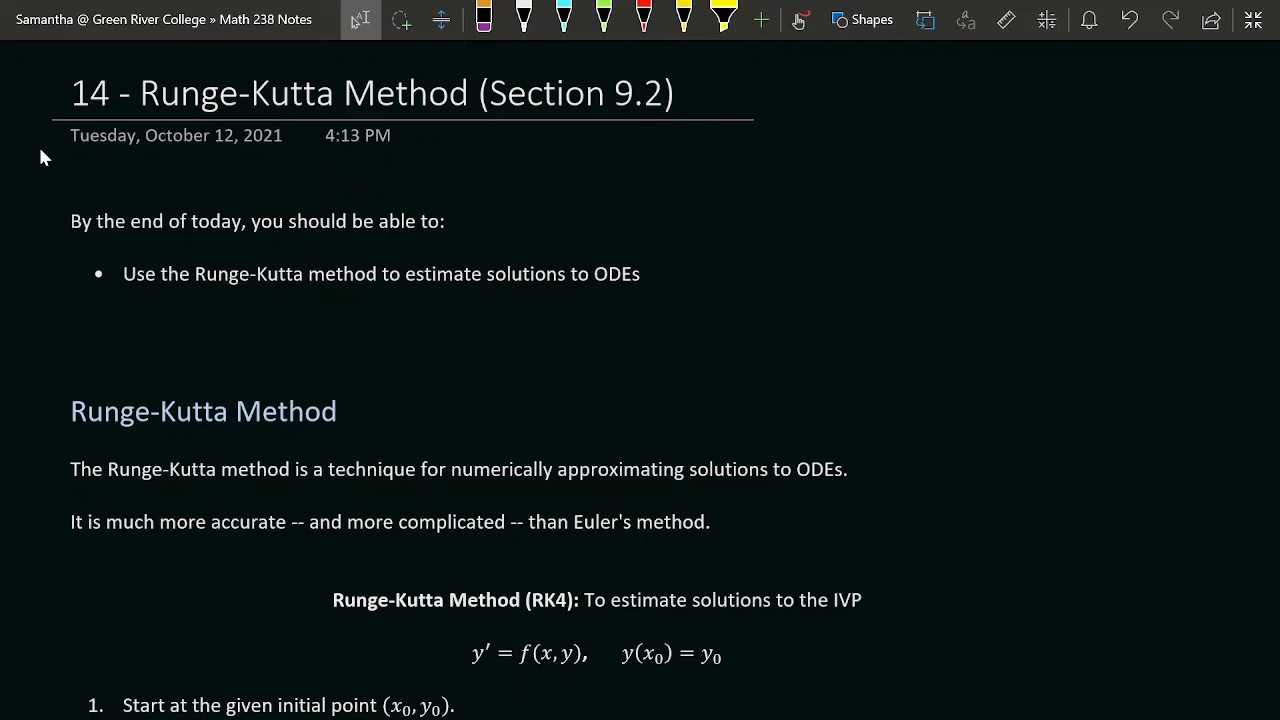 Samantha @ Green River College » Math 238 Notes
Shapes
14 - Runge-Kutta Method (Section 9.2)
Tuesday, October 12, 2021 4:13 PM
By the end of today, you should be able to:
• Use the Runge-Kutta method to estimate solutions to ODEs
Runge-Kutta Method
The Runge-Kutta method is a technique for numerically approximating solutions to ODEs.
It is much more accurate -- and more complicated -- than Euler's method.
Runge-Kutta Method (RK4): To estimate solutions to the IVP
y′ = f(x, y), y(x₀) = y₀
1. Start at the given initial point (x₀, y₀).